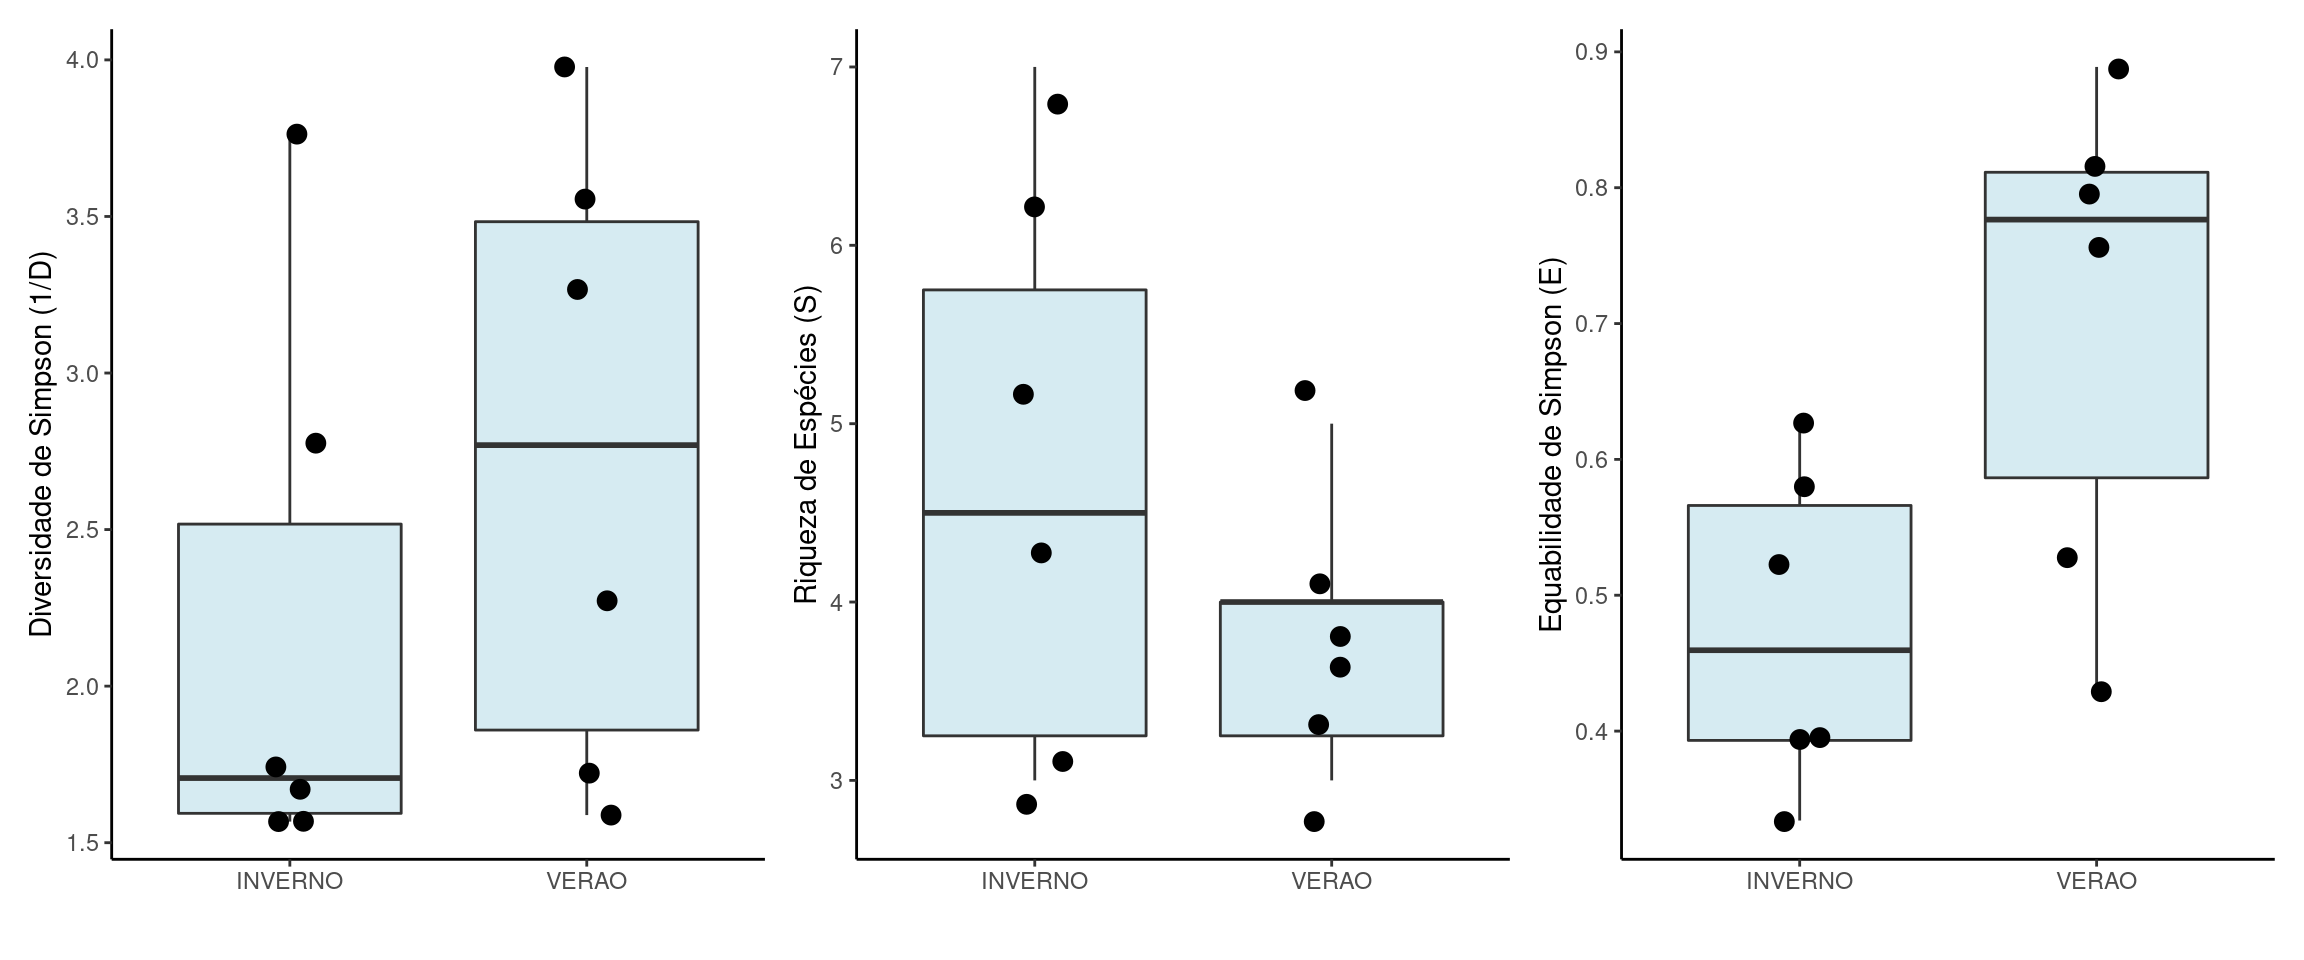 Diversidade de Simpson (1/D)
4.0
3.5
3.0
2.5
2.0
1.5
INVERNO
VERAO
Riqueza de Espécies (S)
7
6
5
4
3
INVERNO
VERAO
Equabilidade de Simpson (E)
0.9
0.8
0.7
0.6
0.5
0.4
INVERNO
VERAO